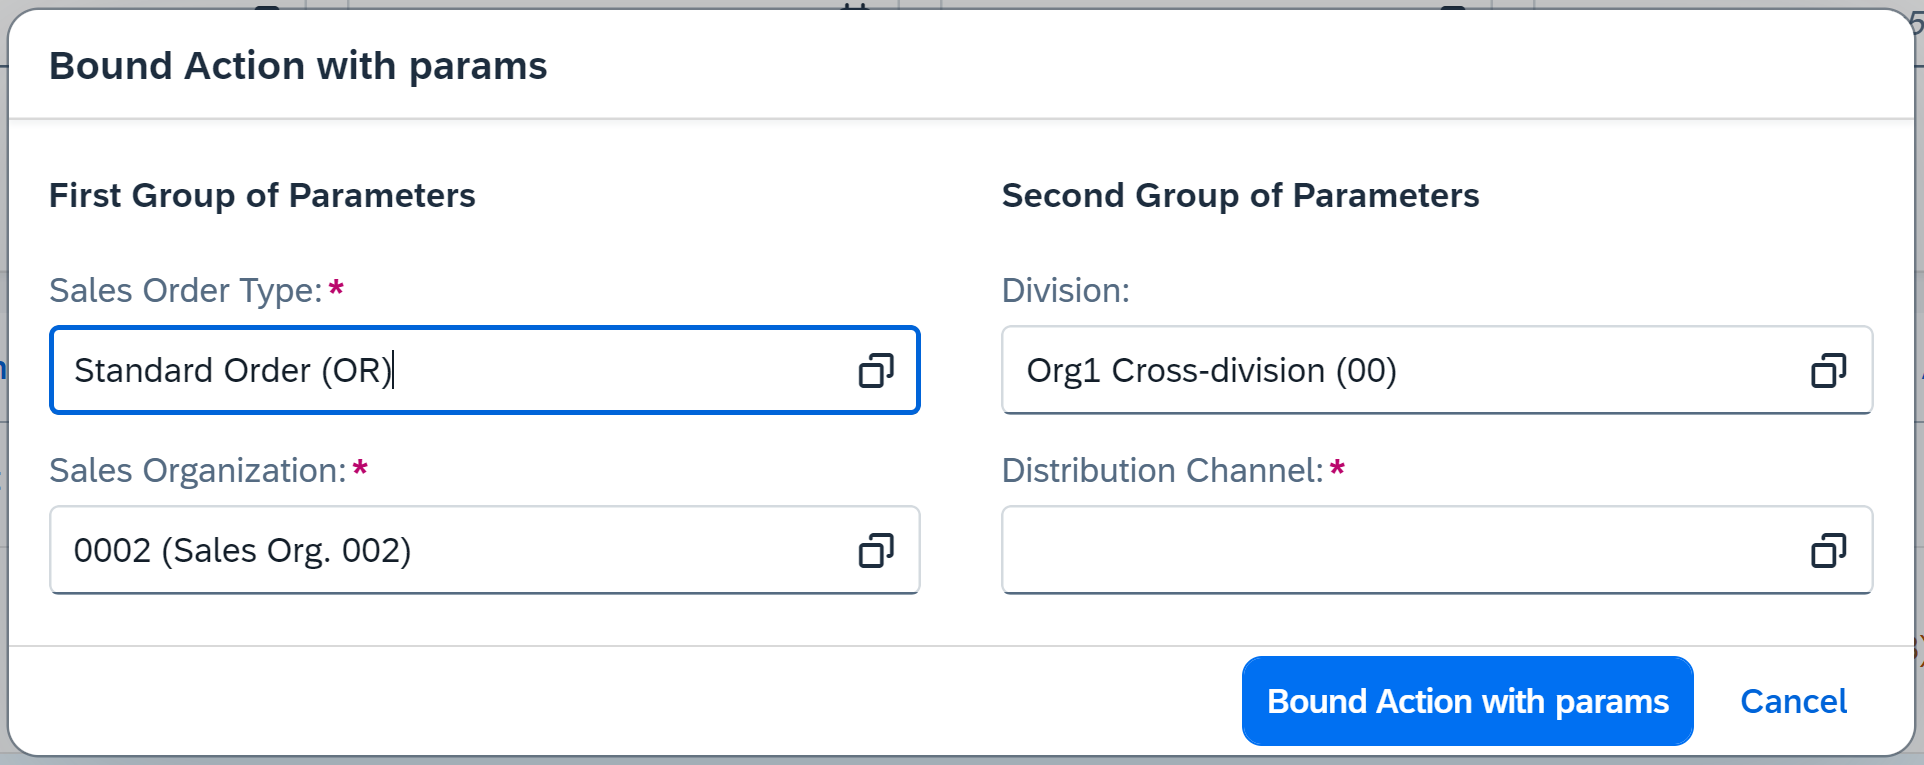 Bound Action with params
First Group of Parameters
Sales Order Type:*
Standard Order (OR)
Sales Organization:*
0002 (Sales Org. 002)
Second Group of Parameters
Division:
Org1 Cross-division (00)
Distribution Channel:*
Bound Action with params
Cancel